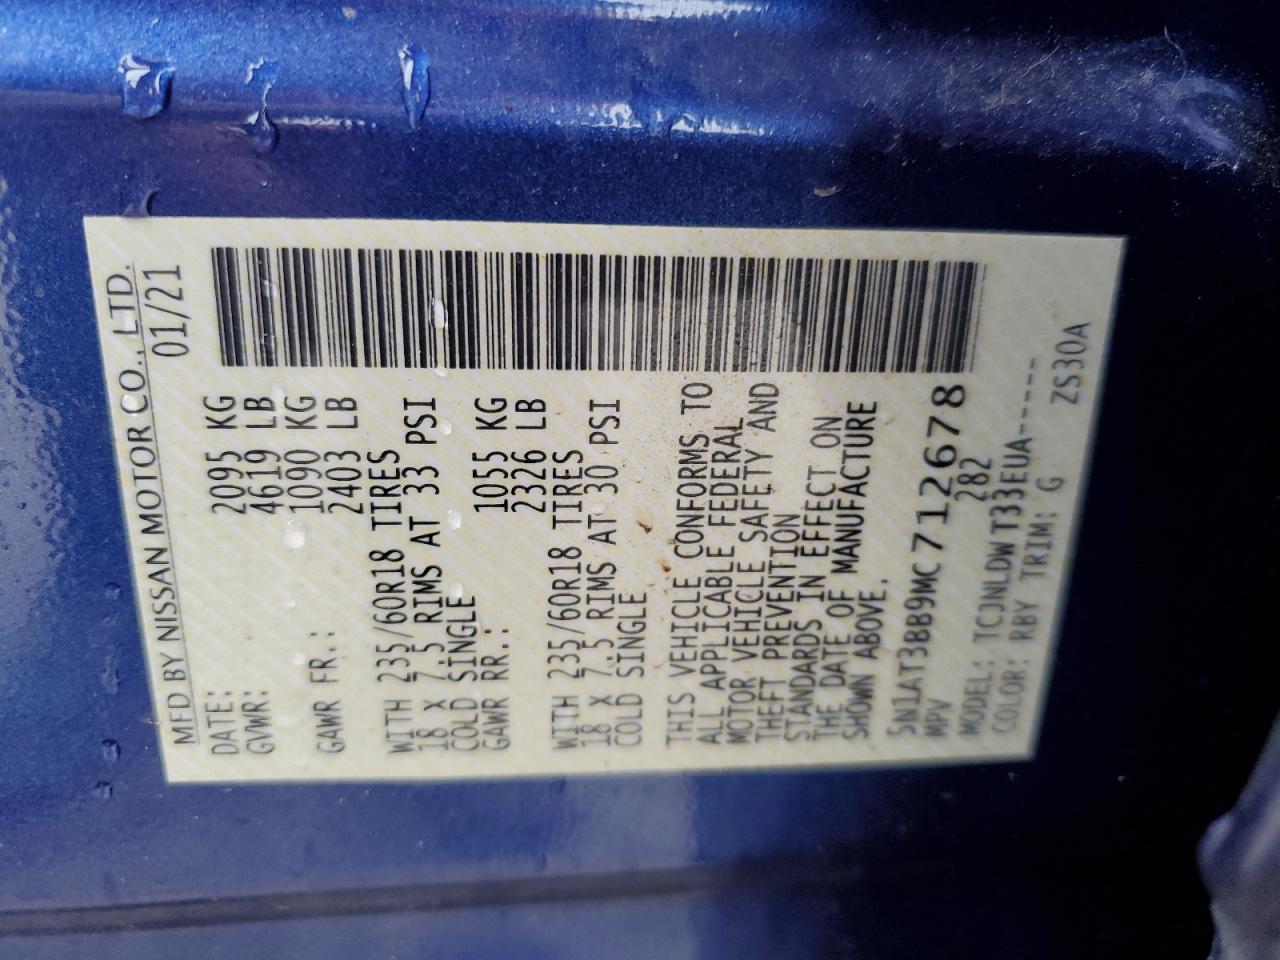 MFD BY NISSAN MOTOR CO., LTD.
DATE: 01/21
GVWR: 2095 KG
4619 LB
GAWR FR.: 1090 KG
2403 LB
WITH 235/60R18 TIRES
18 X 7.5 RIMS AT 33 PSI
COLD SINGLE
GAWR RR.: 1055 KG
2326 LB
WITH 235/60R18 TIRES
18 X 7.5 RIMS AT 30 PSI
COLD SINGLE
THIS VEHICLE CONFORMS TO
ALL APPLICABLE FEDERAL
MOTOR VEHICLE SAFETY AND
THEFT PREVENTION
STANDARDS IN EFFECT ON
THE DATE OF MANUFACTURE
SHOWN ABOVE.
5N1AT3BB9MC712678
MPV 282
MODEL: TCJNLDWT33EUA-----
COLOR: RBY TRIM: G ZS30A